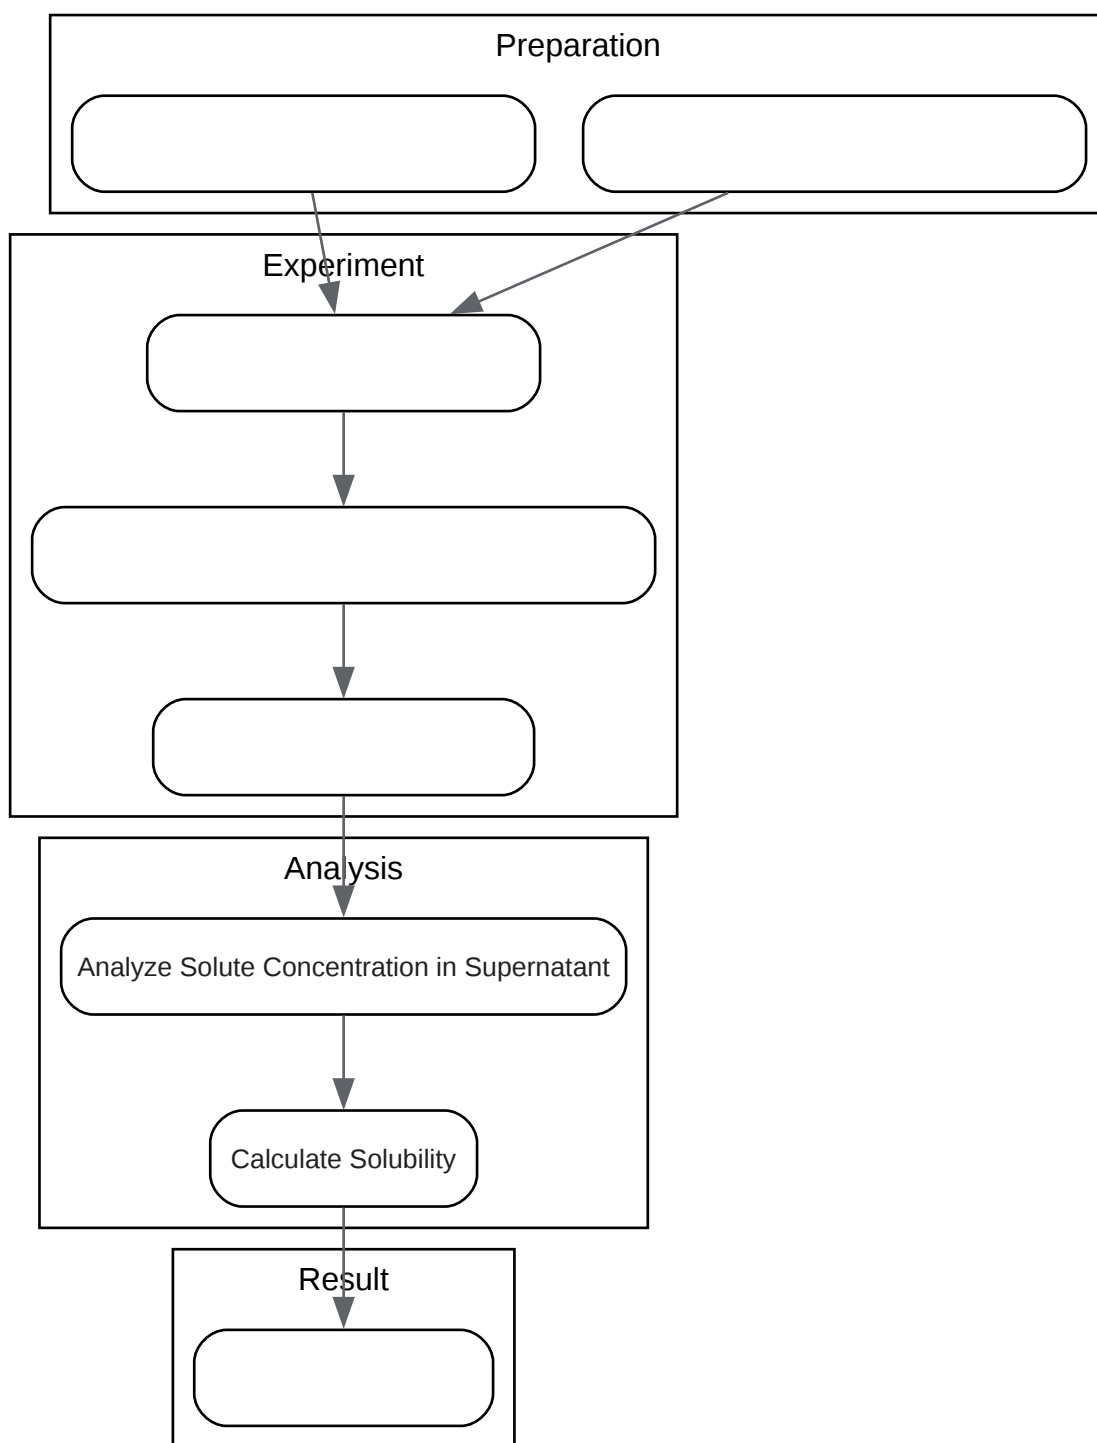 Preparation
Experiment
Analysis
Analyze Solute Concentration in Supernatant
Calculate Solubility
Result